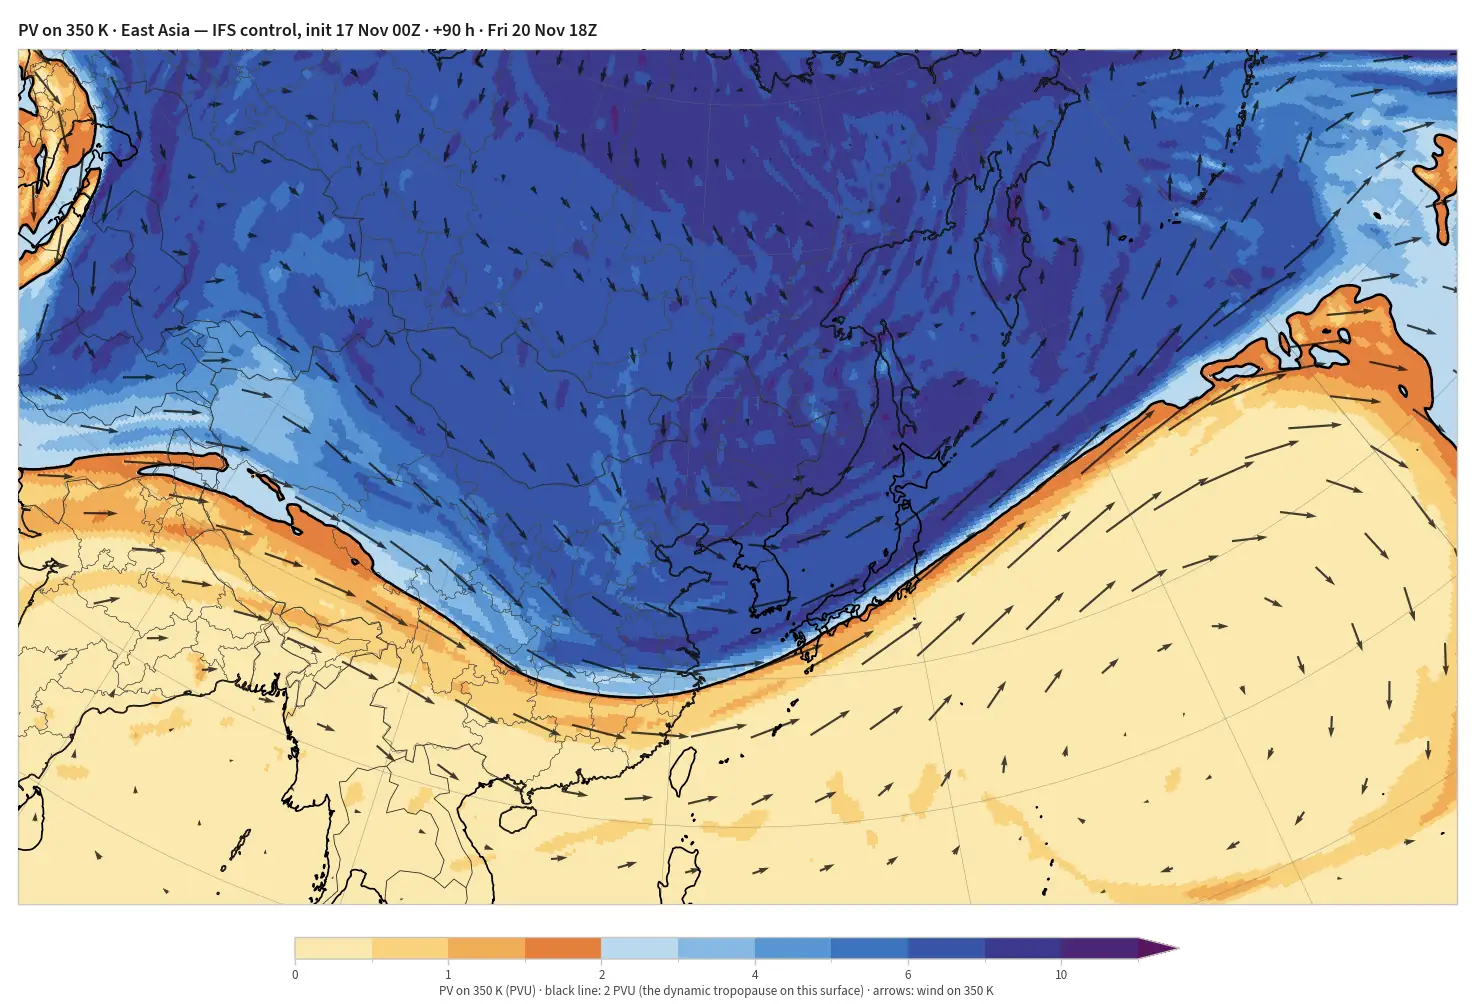 PV on 350 K · East Asia — IFS control, init 17 Nov 00Z · +90 h · Fri 20 Nov 18Z
0 1 2 4 6 10
PV on 350 K (PVU) · black line: 2 PVU (the dynamic tropopause on this surface) · arrows: wind on 350 K